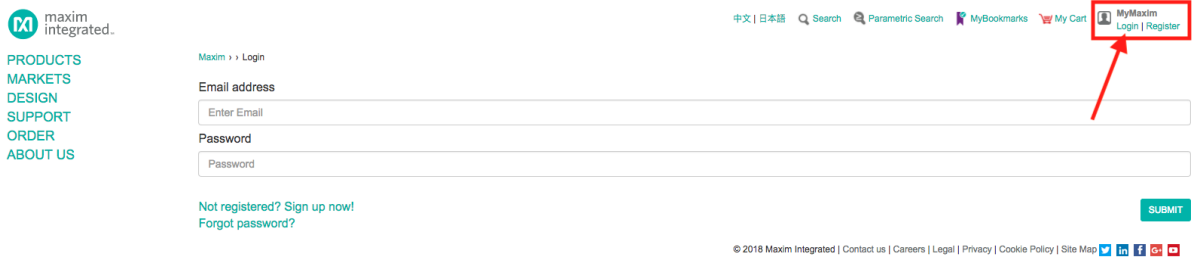 maxim
integrated™
中文 | 日本語 Search Parametric Search MyBookmarks My Cart MyMaxim
Login | Register
PRODUCTS
MARKETS
DESIGN
SUPPORT
ORDER
ABOUT US
Maxim › › Login
Email address
Enter Email
Password
Password
Not registered? Sign up now!
Forgot password?
SUBMIT
© 2018 Maxim Integrated | Contact us | Careers | Legal | Privacy | Cookie Policy | Site Map